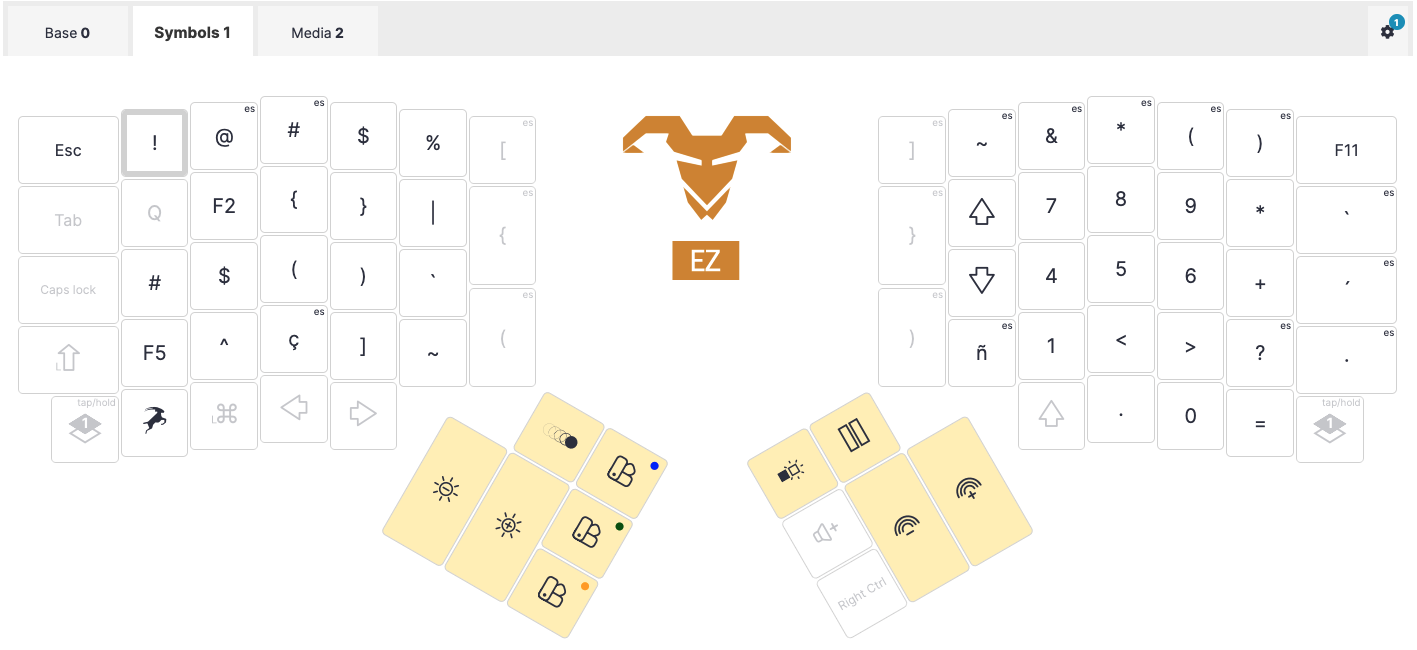 Base 0 Symbols 1 Media 2 1
Esc ! es @ es # $ % es [ es ] es ~ es & es * es ( es ) F11
Tab Q F2 { } | es { es } 7 8 9 * es `
Caps lock # $ ( ) ` 4 5 6 + es ´
EZ
L F5 ^ es ç ] ~ es ( es ) es ñ 1 < > es ? es .
tap/hold 1 L ⌘ . 0 = tap/hold 1
Right Ctrl